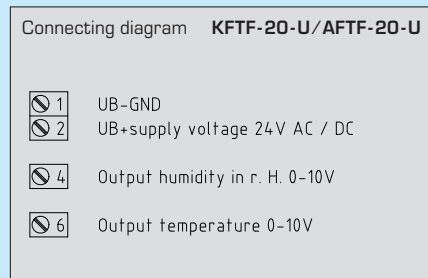 Connecting diagram KFTF-20-U/AFTF-20-U
1 UB-GND
2 UB+supply voltage 24V AC / DC
4 Output humidity in r. H. 0-10V
6 Output temperature 0-10V